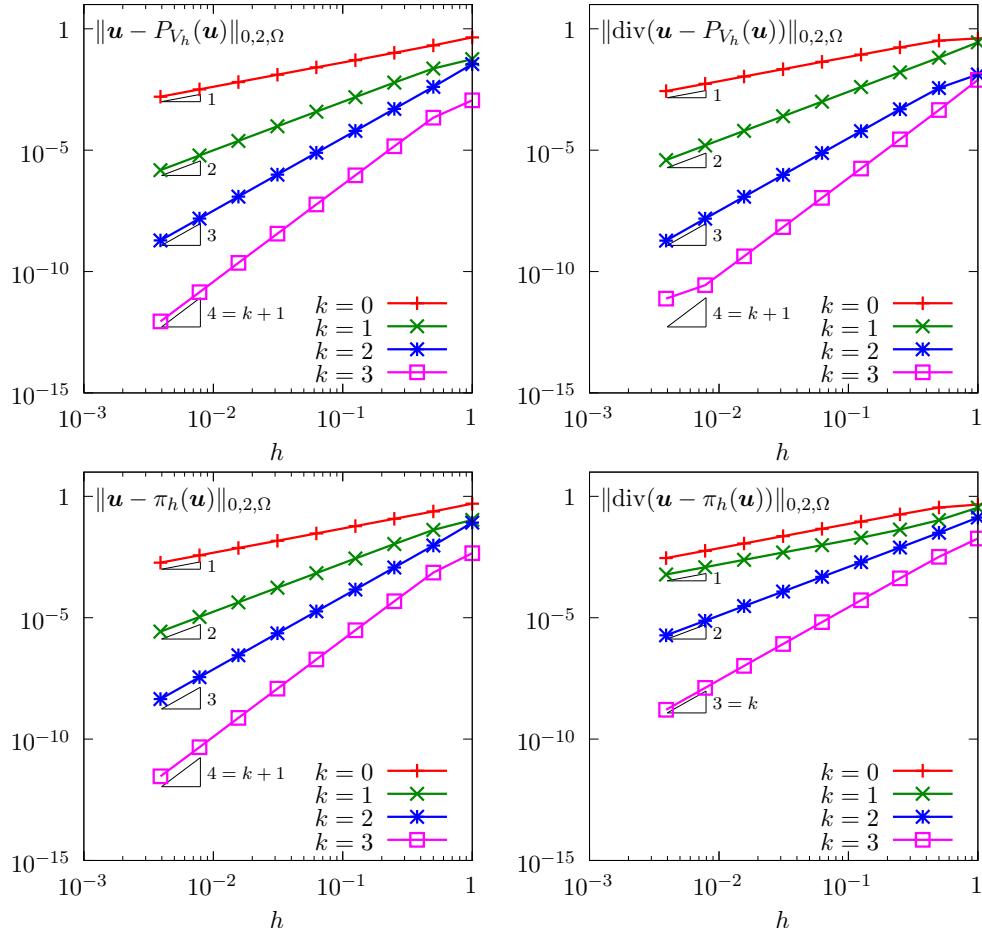 ‖u − P_{V_h}(u)‖_{0,2,Ω}
1
10^{−5}
10^{−10}
10^{−15}
1
2
3
4 = k + 1
k = 0
k = 1
k = 2
k = 3
10^{−3} 10^{−2} 10^{−1} 1
h
‖div(u − P_{V_h}(u))‖_{0,2,Ω}
1
10^{−5}
10^{−10}
10^{−15}
1
2
3
4 = k + 1
k = 0
k = 1
k = 2
k = 3
10^{−3} 10^{−2} 10^{−1} 1
h
‖u − π_h(u)‖_{0,2,Ω}
1
10^{−5}
10^{−10}
10^{−15}
1
2
3
4 = k + 1
k = 0
k = 1
k = 2
k = 3
10^{−3} 10^{−2} 10^{−1} 1
h
‖div(u − π_h(u))‖_{0,2,Ω}
1
10^{−5}
10^{−10}
10^{−15}
1
2
3 = k
k = 0
k = 1
k = 2
k = 3
10^{−3} 10^{−2} 10^{−1} 1
h